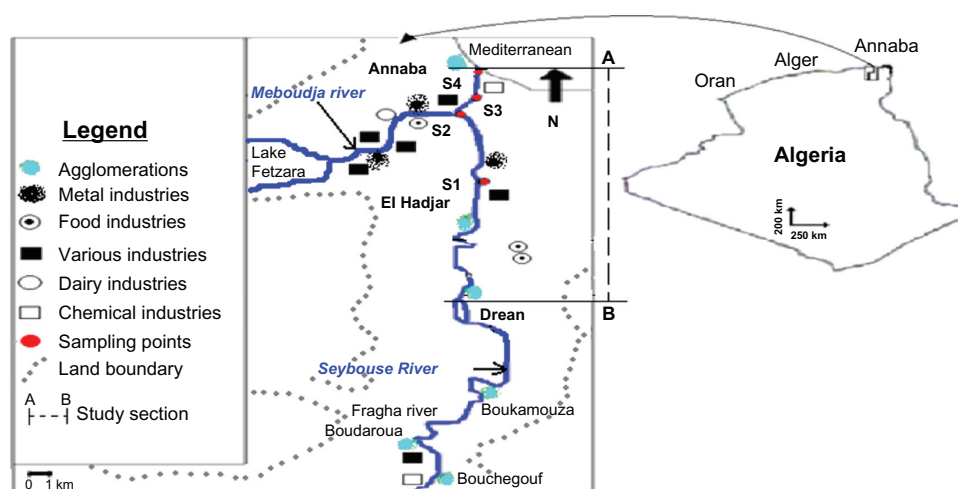 Legend
Agglomerations
Metal industries
Food industries
Various industries
Dairy industries
Chemical industries
Sampling points
Land boundary
A B
Study section
0 1 km
Mediterranean
Annaba
Meboudja river
S4
S3
S2
N
Lake
Fetzara
S1
El Hadjar
Drean
Seybouse River
Boukamouza
Fragha river
Boudaroua
Bouchegouf
A
B
Annaba
Alger
Oran
Algeria
200 km
250 km